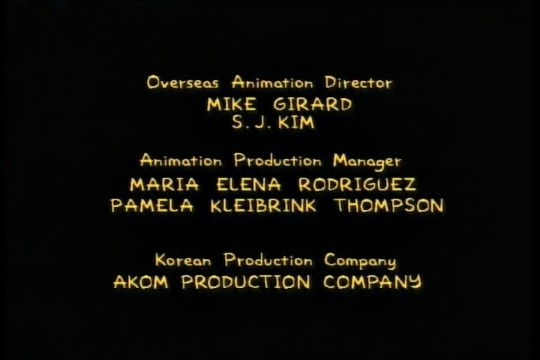 Overseas Animation Director
MIKE GIRARD
S.J. KIM
Animation Production Manager
MARIA ELENA RODRIGUEZ
PAMELA KLEIBRINK THOMPSON
Korean Production Company
AKOM PRODUCTION COMPANY